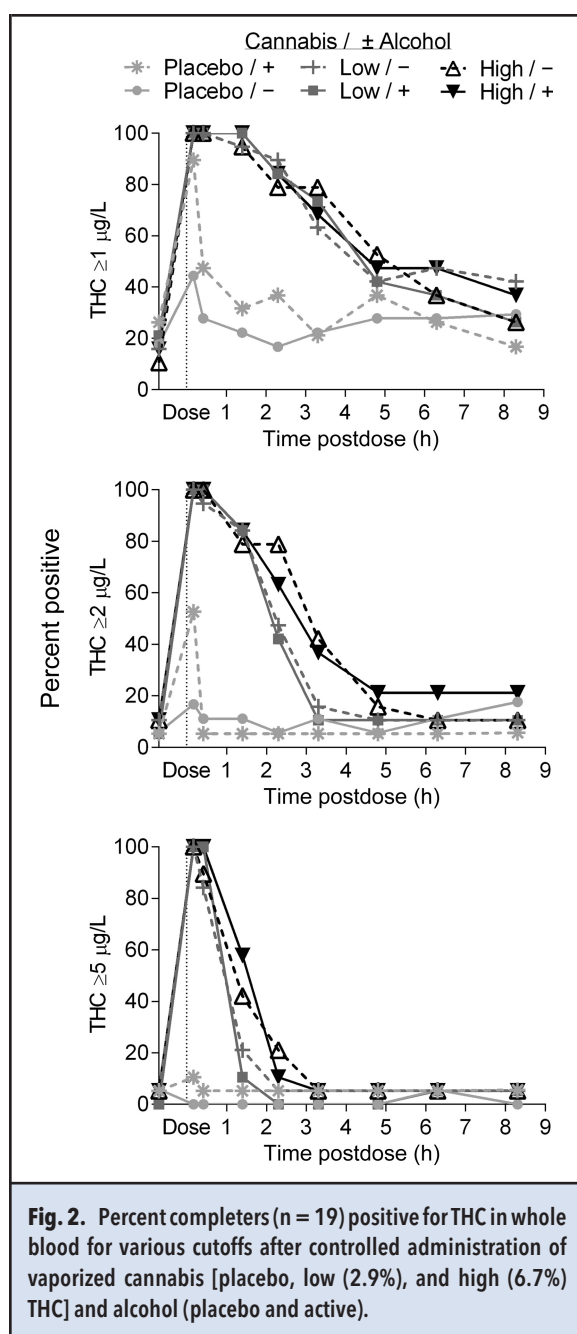 Cannabis / ± Alcohol
Placebo / + Low / − High / −
Placebo / − Low / + High / +
THC ≥1 µg/L
100
80
60
40
20
0
Dose 1 2 3 4 5 6 7 8 9
Time postdose (h)
Percent positive
THC ≥2 µg/L
100
80
60
40
20
0
Dose 1 2 3 4 5 6 7 8 9
Time postdose (h)
THC ≥5 µg/L
100
80
60
40
20
0
Dose 1 2 3 4 5 6 7 8 9
Time postdose (h)
Fig. 2. Percent completers (n = 19) positive for THC in whole
blood for various cutoffs after controlled administration of
vaporized cannabis [placebo, low (2.9%), and high (6.7%)
THC] and alcohol (placebo and active).